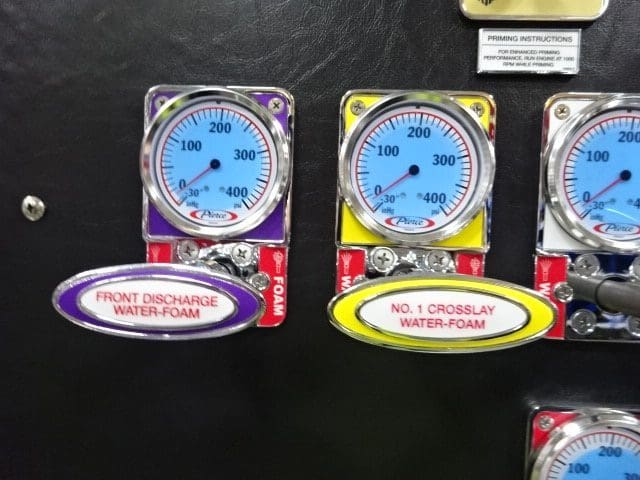 PRIMING INSTRUCTIONS
FOR ENHANCED PRIMING
PERFORMANCE, RUN ENGINE AT 1000
RPM WHILE PRIMING
200
100 300
0 400
-30
inHg psi
Pierce
FOAM
FRONT DISCHARGE
WATER-FOAM
200
100 300
0 400
-30
inHg psi
Pierce
W
NO. 1 CROSSLAY
WATER-FOAM
200
100
0
-30
inHg
Pierce
W
200
100